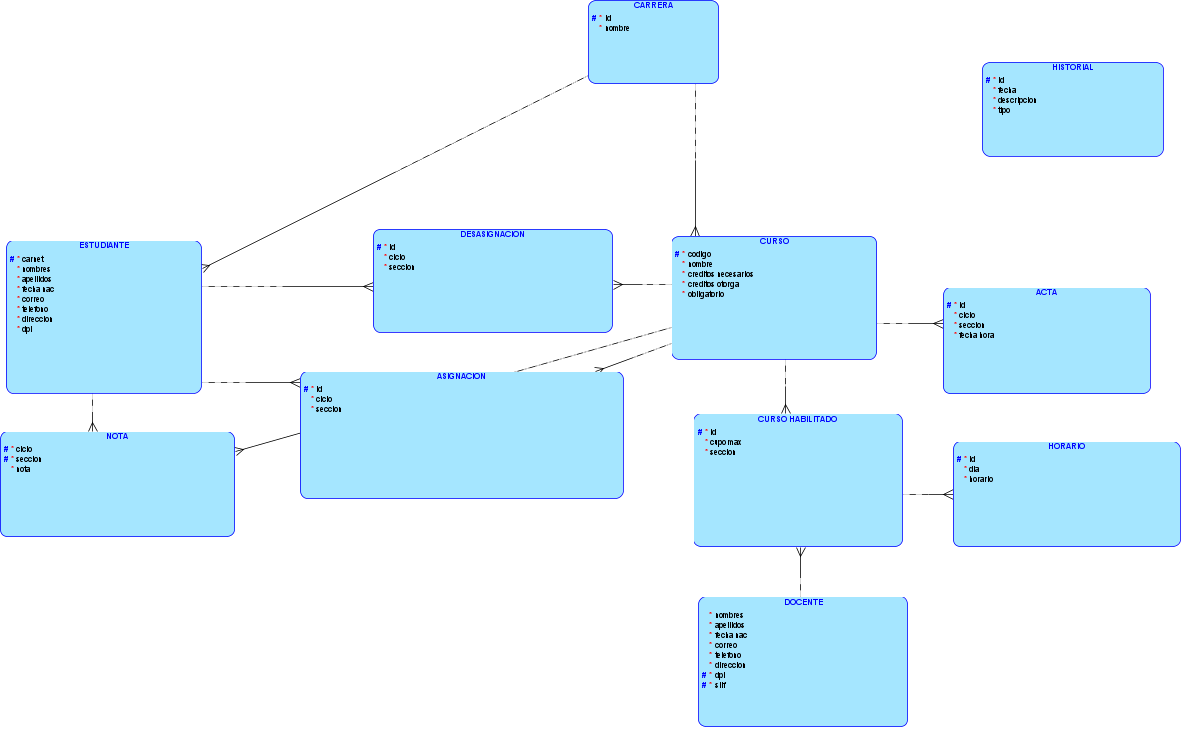 CARRERA
# * id
* nombre
HISTORIAL
# * id
* fecha
* descripcion
* tipo
ESTUDIANTE
# * carnet
* nombres
* apellidos
* fecha nac
* correo
* telefono
* direccion
* dpi
DESASIGNACION
# * id
* ciclo
* seccion
CURSO
# * codigo
* nombre
* creditos necesarios
* creditos otorga
* obligatorio
ACTA
# * id
* ciclo
* seccion
* fecha hora
ASIGNACION
# * id
* ciclo
* seccion
NOTA
# * ciclo
# * seccion
* nota
CURSO HABILITADO
# * id
* cupo max
* seccion
HORARIO
# * id
* dia
* horario
DOCENTE
* nombres
* apellidos
* fecha nac
* correo
* telefono
* direccion
# * dpi
# * siif